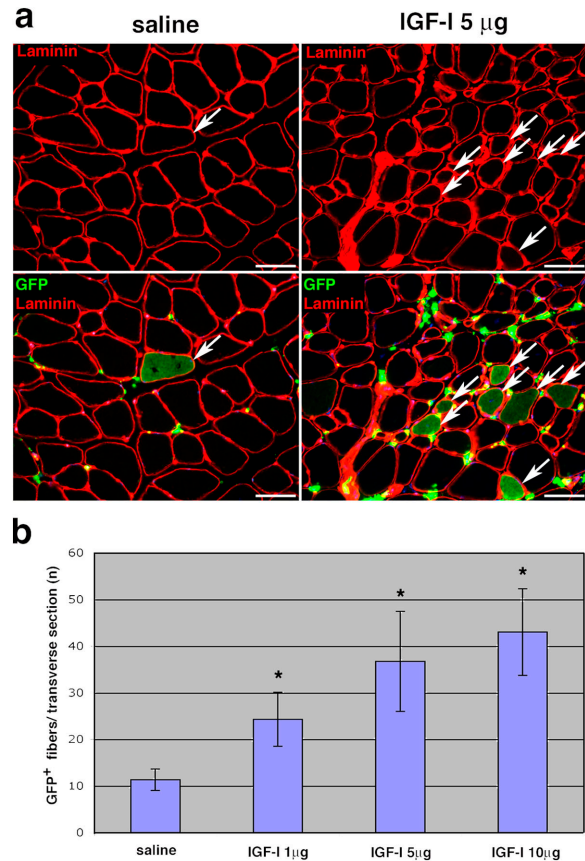 a
saline
IGF-I 5 μg
Laminin
Laminin
GFP
Laminin
GFP
Laminin
b
GFP+ fibers/ transverse section (n)
60
50
40
30
20
10
0
*
*
*
saline
IGF-I 1μg
IGF-I 5μg
IGF-I 10μg